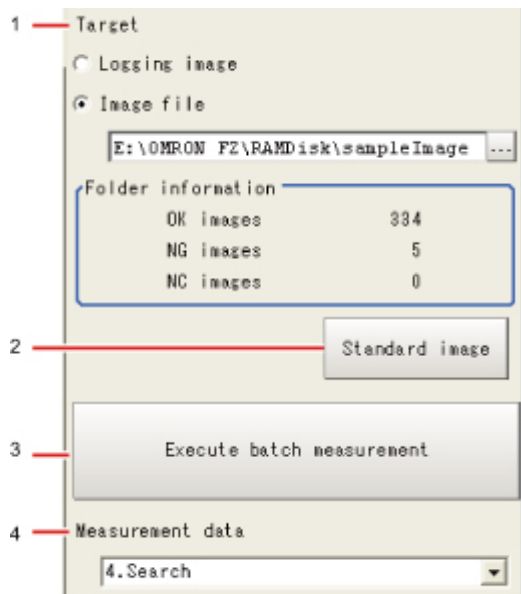 1 Target
Logging image
Image file
E:\OMRON FZ\RAMDisk\sampleImage ...
Folder information
OK images 334
NG images 5
NC images 0
2 Standard image
3 Execute batch measurement
4 Measurement data
4.Search